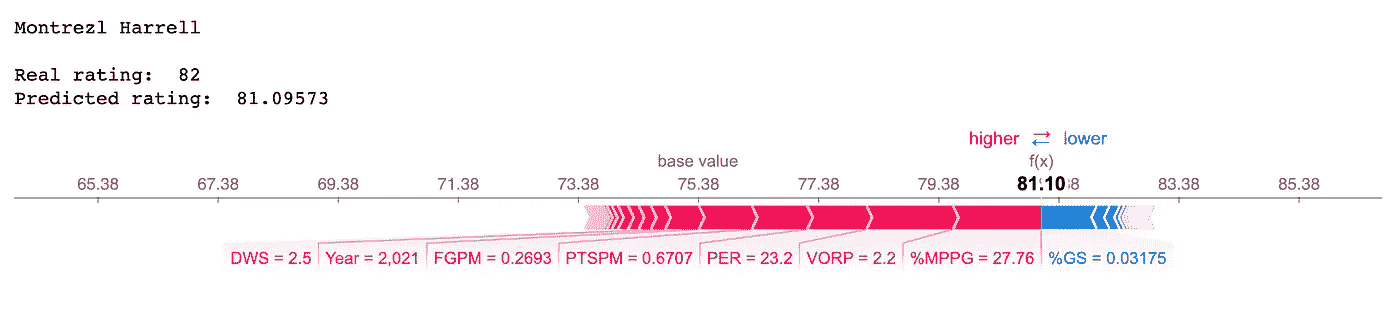 Montrezl Harrell
Real rating:  82
Predicted rating:  81.09573
higher ⇄ lower
base value f(x)
65.38 67.38 69.38 71.38 73.38 75.38 77.38 79.38 81.10 83.38 85.38
DWS = 2.5 Year = 2,021 FGPM = 0.2693 PTSPM = 0.6707 PER = 23.2 VORP = 2.2 %MPPG = 27.76 %GS = 0.03175